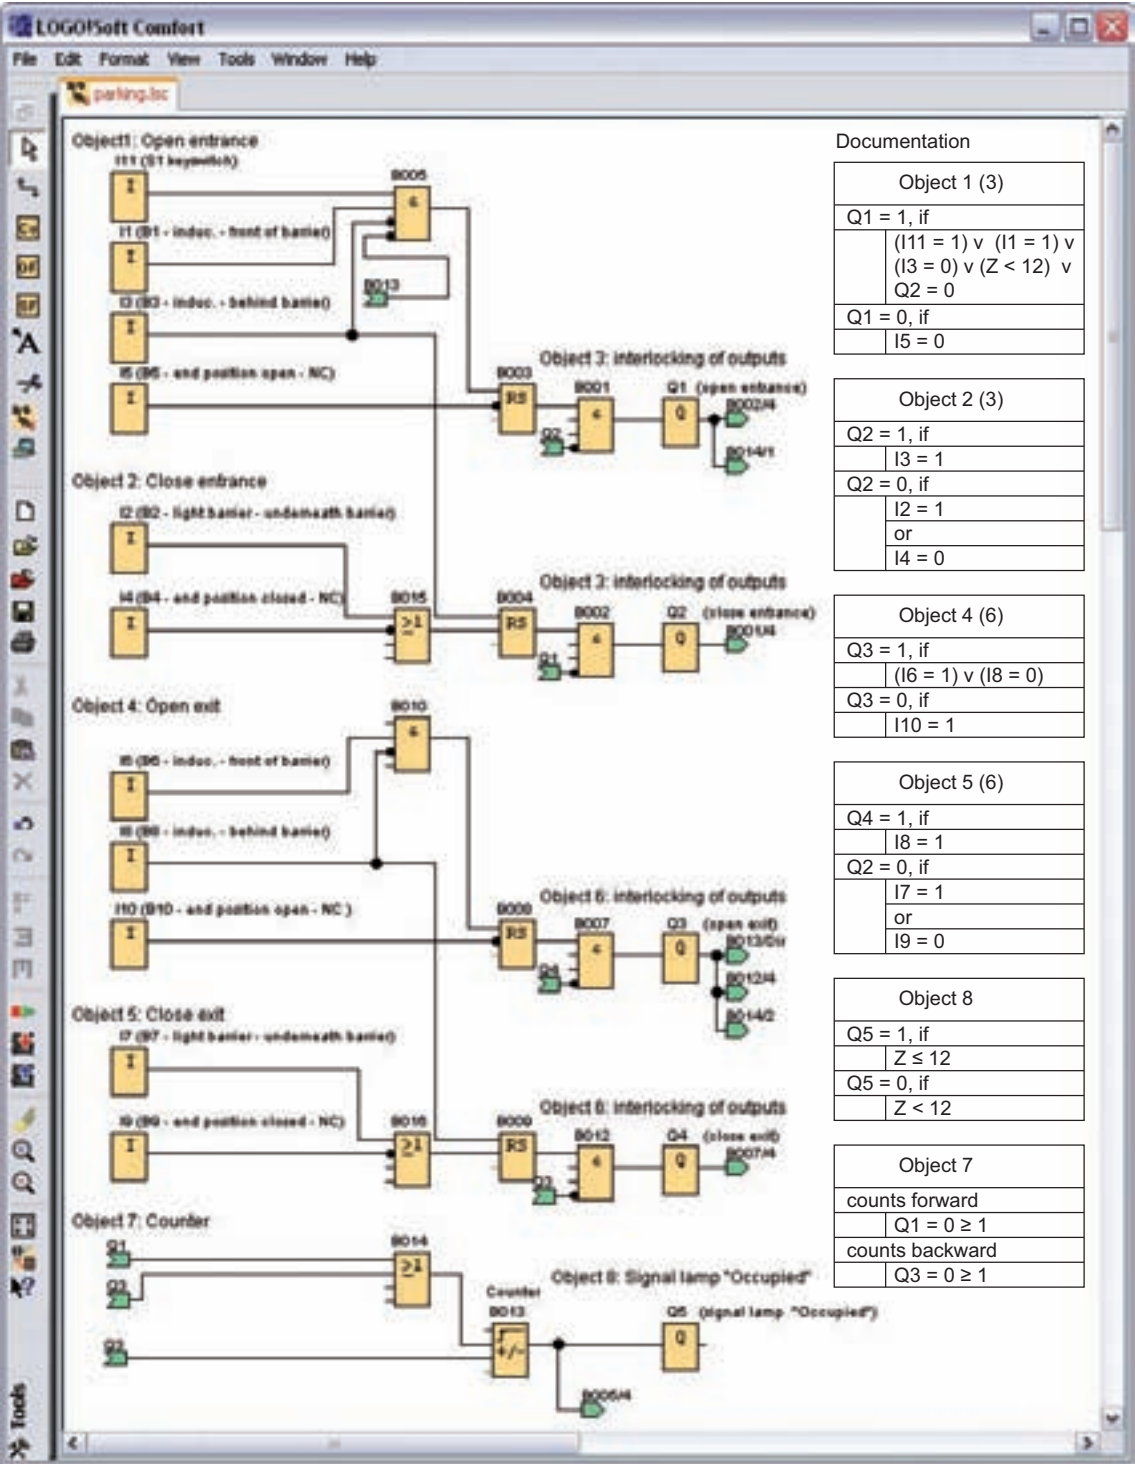 LOGO!Soft Comfort
File Edit Format View Tools Window Help
parking.lsc
Object1: Open entrance
I11 (S1 keyswitch)
I
B005
&
I1 (B1 - induc. - front of barrier)
I
B013
I3 (B3 - induc. - behind barrier)
I
I5 (B5 - end position open - NC)
I
Object 3: interlocking of outputs
B003
RS
B001
&
Q1 (open entrance)
Q
B002/4
Q2
B014/1
Object 2: Close entrance
I2 (B2 - light barrier - underneath barrier)
I
I4 (B4 - end position closed - NC)
I
B015
≥1
Object 3: interlocking of outputs
B004
RS
B002
&
Q2 (close entrance)
Q
B001/4
Q1
Object 4: Open exit
B010
&
I6 (B6 - induc. - front of barrier)
I
I8 (B8 - induc. - behind barrier)
I
I10 (B10 - end position open - NC )
I
Object 6: interlocking of outputs
B008
RS
B007
&
Q3 (open exit)
Q
B013/Dir
Q4
B012/4
B014/2
Object 5: Close exit
I7 (B7 - light barrier - underneath barrier)
I
I9 (B9 - end position closed - NC)
I
B016
≥1
Object 6: interlocking of outputs
B009
RS
B012
&
Q4 (close exit)
Q
B007/4
Q3
Object 7: Counter
Q1
B014
≥1
Q3
Q3
Counter
B013
+/-
Object 8: Signal lamp "Occupied"
Q5 (signal lamp "Occupied")
Q
B005/4
Documentation
Object 1 (3)
Q1 = 1, if
(I11 = 1) v (I1 = 1) v
(I3 = 0) v (Z < 12) v
Q2 = 0
Q1 = 0, if
I5 = 0
Object 2 (3)
Q2 = 1, if
I3 = 1
Q2 = 0, if
I2 = 1
or
I4 = 0
Object 4 (6)
Q3 = 1, if
(I6 = 1) v (I8 = 0)
Q3 = 0, if
I10 = 1
Object 5 (6)
Q4 = 1, if
I8 = 1
Q2 = 0, if
I7 = 1
or
I9 = 0
Object 8
Q5 = 1, if
Z ≤ 12
Q5 = 0, if
Z < 12
Object 7
counts forward
Q1 = 0 ≥ 1
counts backward
Q3 = 0 ≥ 1
Co
GF
SF
A
Tools